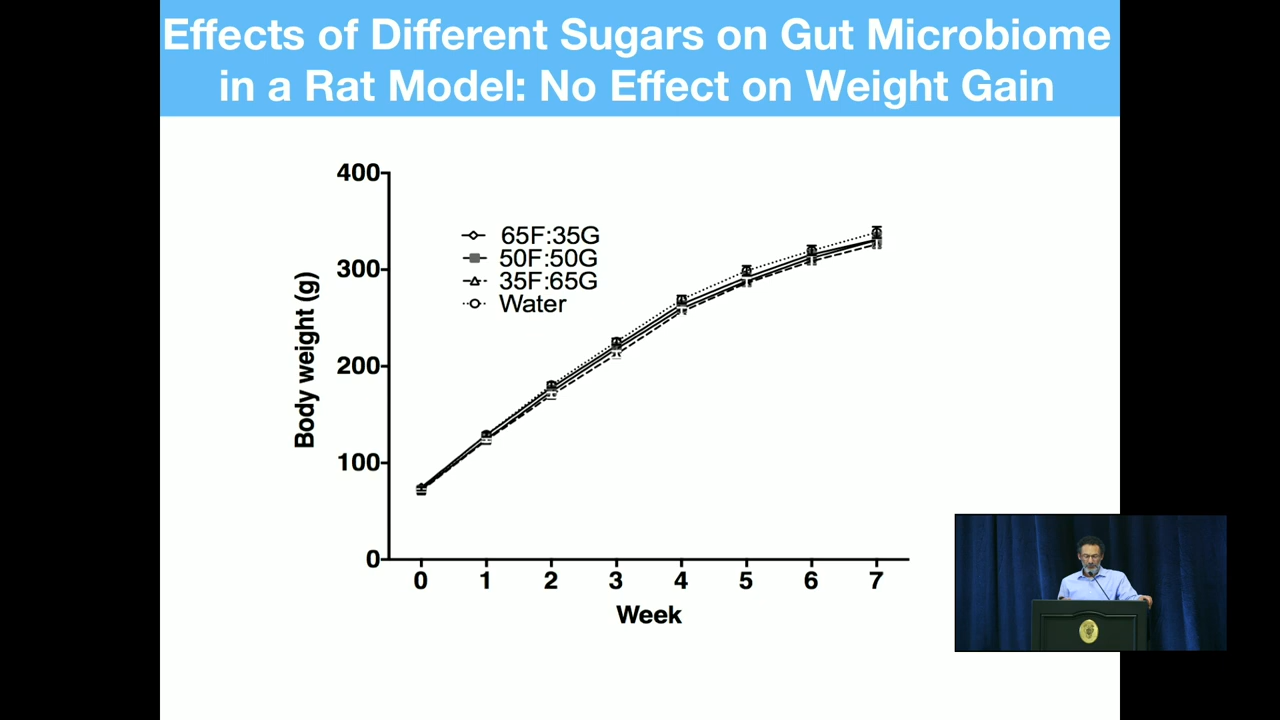 Effects of Different Sugars on Gut Microbiome
in a Rat Model: No Effect on Weight Gain
400
300
200
100
0
Body weight (g)
65F:35G
50F:50G
35F:65G
Water
0 1 2 3 4 5 6 7
Week